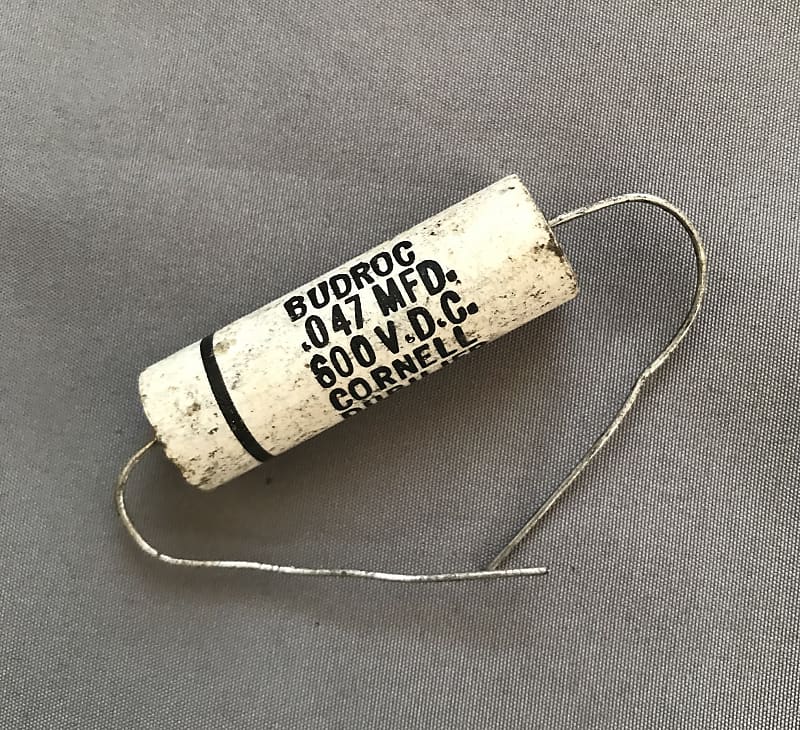 BUDROC
.047 MFD.
600 V.D.C.
CORNELL